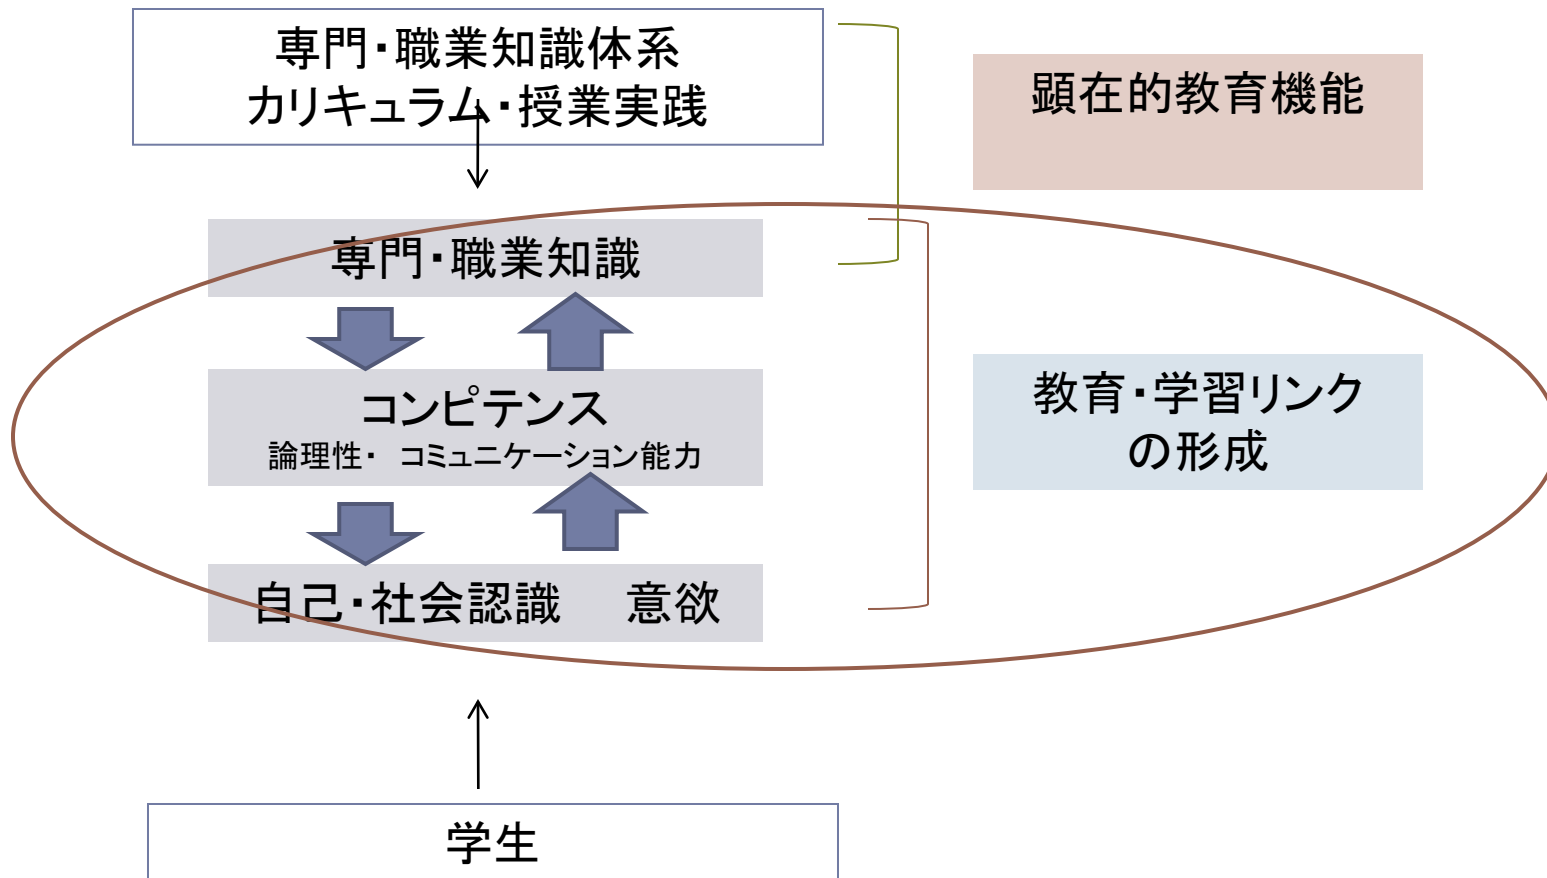 専門・職業知識体系
カリキュラム・授業実践
顕在的教育機能
専門・職業知識
コンピテンス
論理性・ コミュニケーション能力
教育・学習リンク
の形成
自己・社会認識 意欲
学生